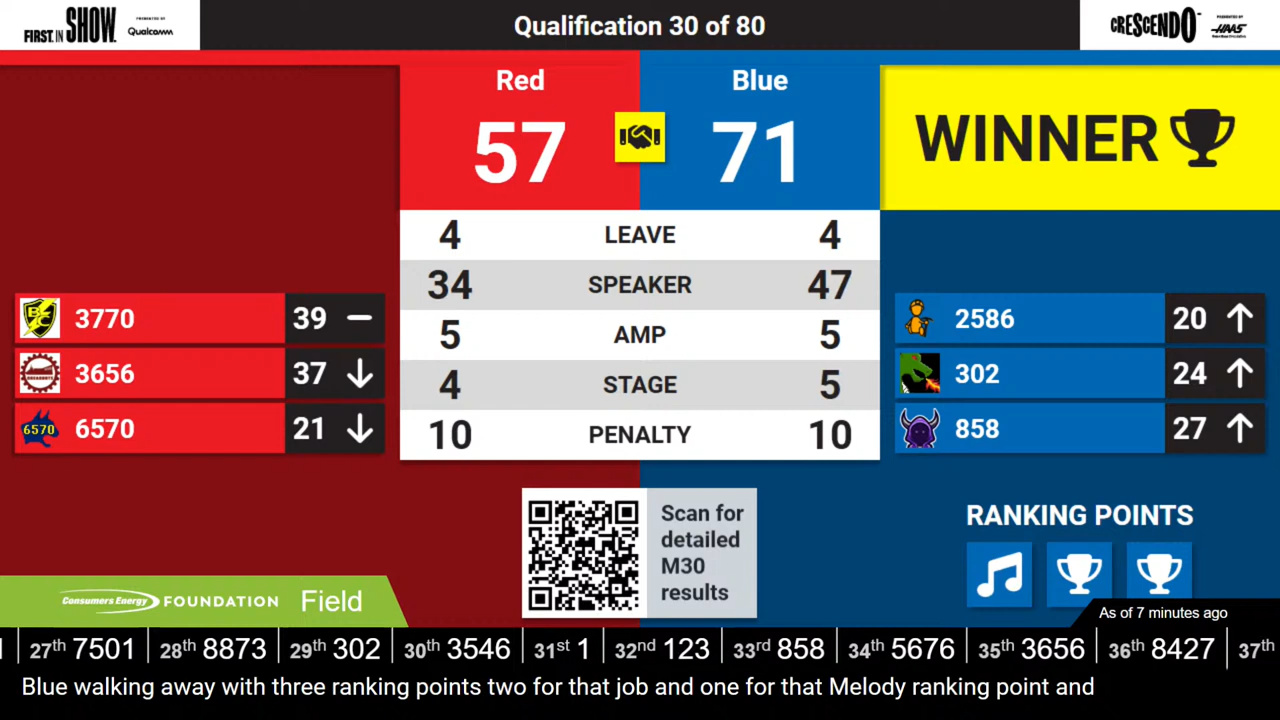 FIRST IN SHOW PRESENTED BY Qualcomm
Qualification 30 of 80
CRESCENDO PRESENTED BY HAAS
Red
Blue
57
71
WINNER
4 LEAVE 4
34 SPEAKER 47
5 AMP 5
4 STAGE 5
10 PENALTY 10
3770 39
3656 37
6570 6570 21
2586 20
302 24
858 27
Scan for
detailed
M30
results
RANKING POINTS
Consumers Energy FOUNDATION Field
As of 7 minutes ago
27th 7501 28th 8873 29th 302 30th 3546 31st 1 32nd 123 33rd 858 34th 5676 35th 3656 36th 8427 37th
Blue walking away with three ranking points two for that job and one for that Melody ranking point and